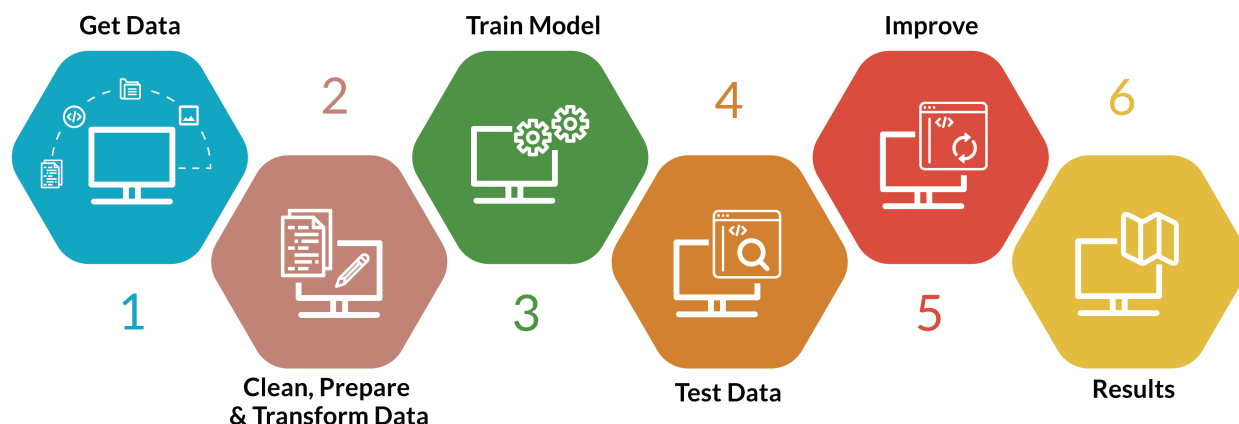 Get Data
1
2
Clean, Prepare
& Transform Data
Train Model
</>
3
4
</>
Test Data
Improve
</>
5
6
Results